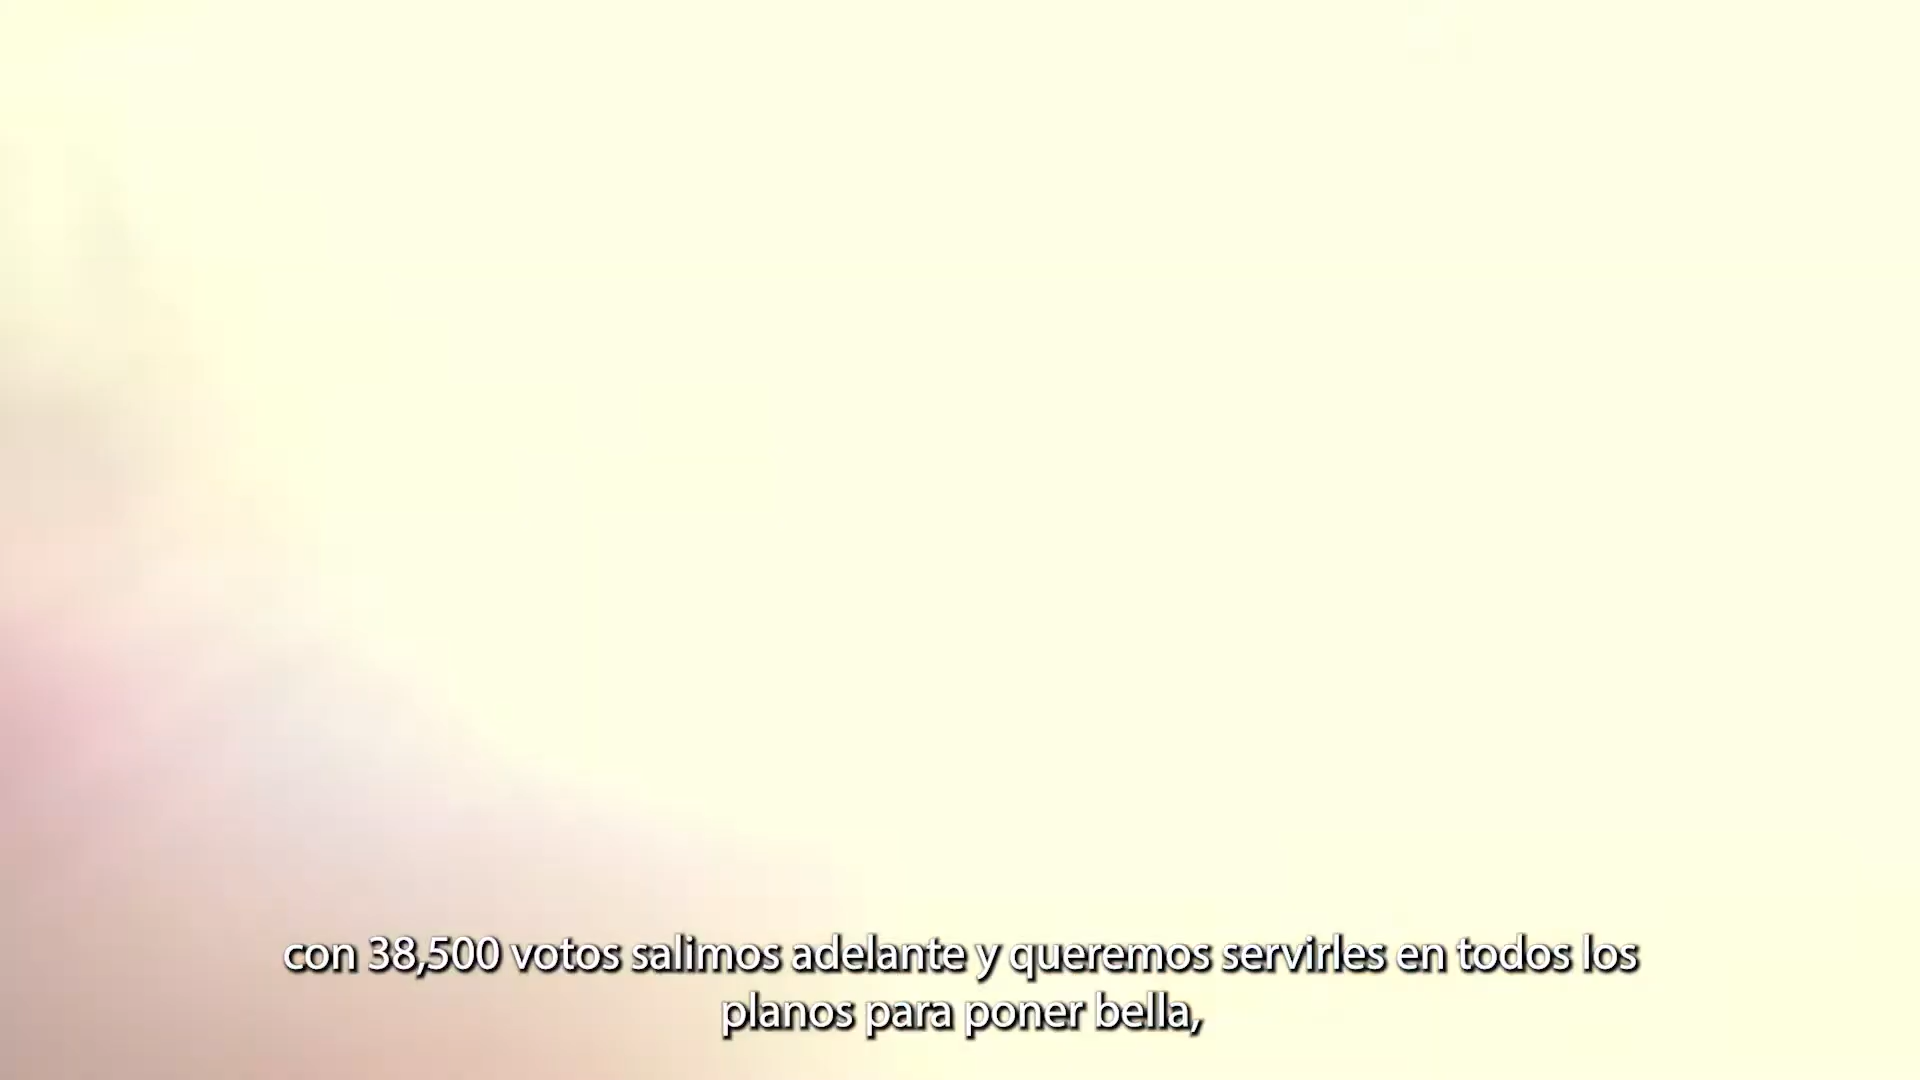 con 38,500 votos salimos adelante y queremos servirles en todos los
planos para poner bella,